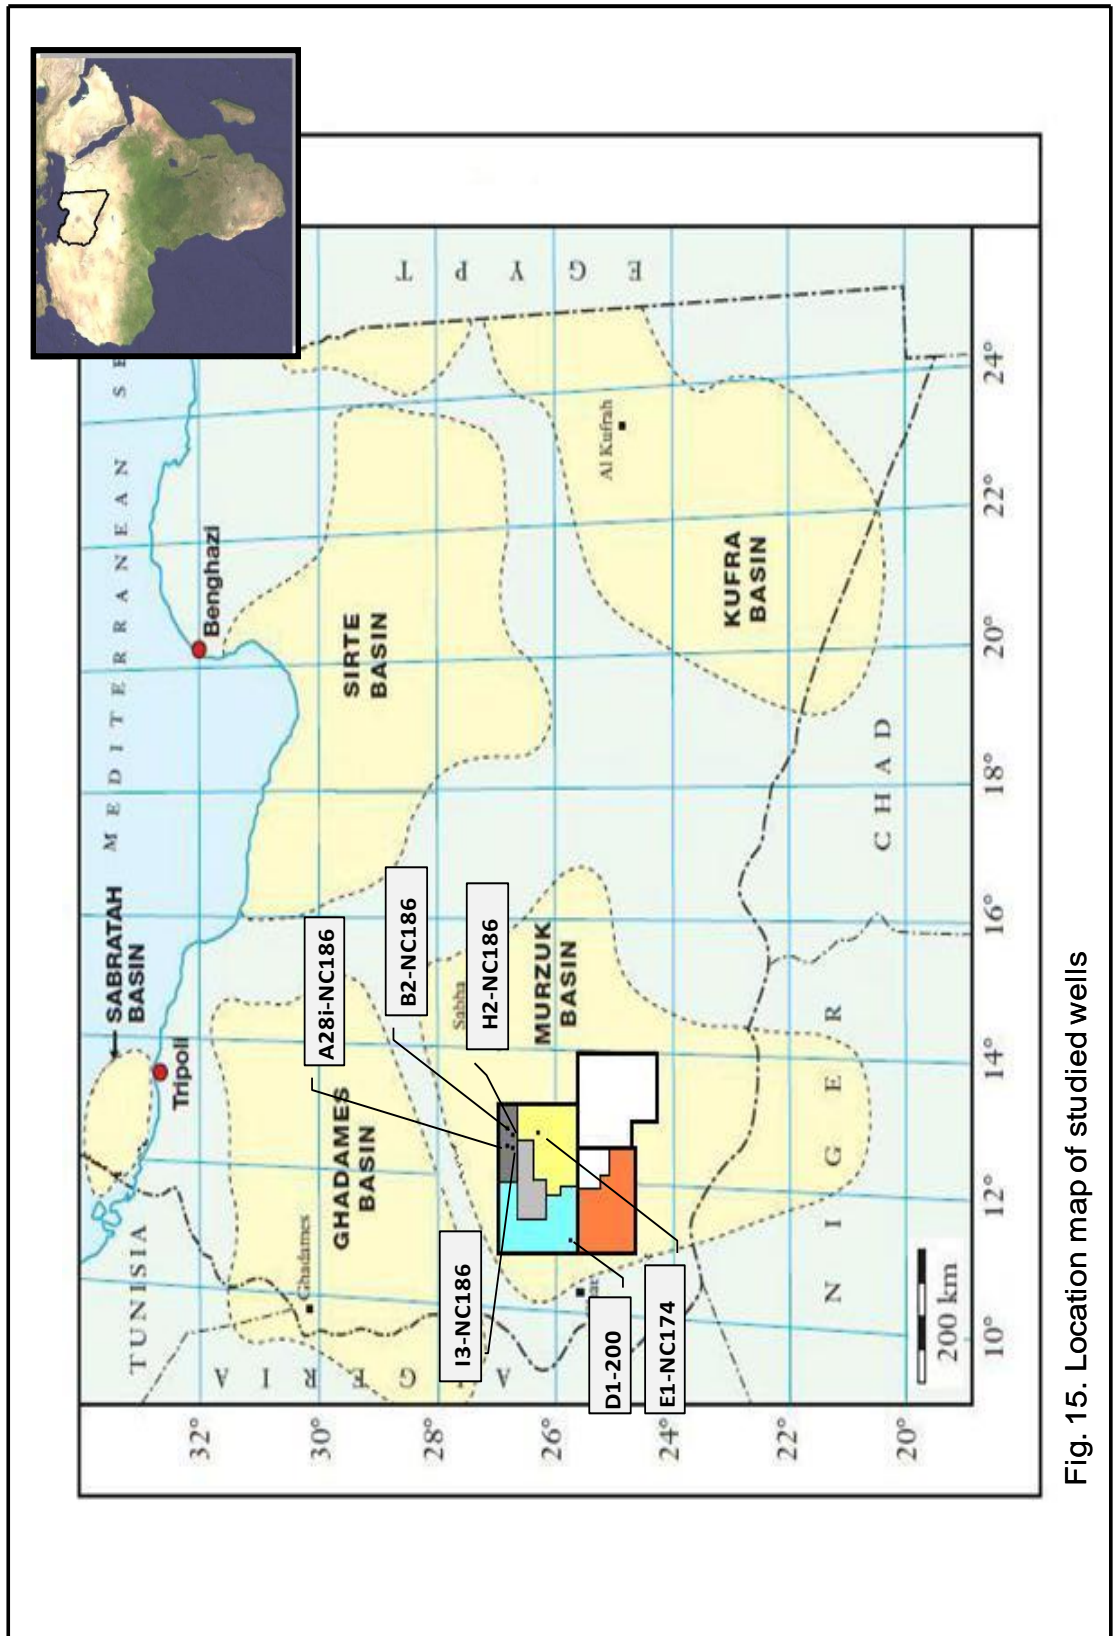 SABRATAH
BASIN
MEDITERRANEAN
TUNISIA
Tripoli
Benghazi
32°
30°
28°
26°
24°
22°
20°
Ghadames
GHADAMES
BASIN
SIRTE
BASIN
ALGERIA
EGYPT
A28i-NC186
B2-NC186
Sabha
H2-NC186
I3-NC186
MURZUK
BASIN
D1-200
E1-NC174
Al Kufrah
KUFRA
BASIN
NIGER
CHAD
200 km
10°
12°
14°
16°
18°
20°
22°
24°
Fig. 15. Location map of studied wells